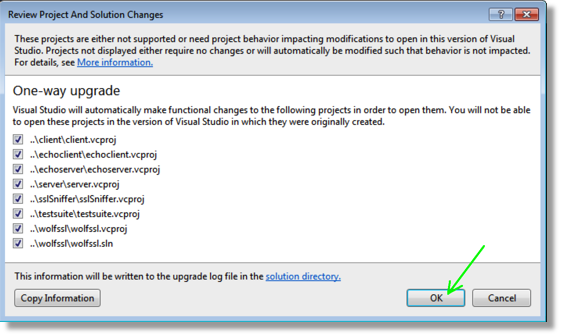 Review Project And Solution Changes
These projects are either not supported or need project behavior impacting modifications to open in this version of Visual
Studio. Projects not displayed either require no changes or will automatically be modified such that behavior is not impacted.
For details, see More information.
One-way upgrade
Visual Studio will automatically make functional changes to the following projects in order to open them. You will not be able
to open these projects in the version of Visual Studio in which they were originally created.
..\client\client.vcproj
..\echoclient\echoclient.vcproj
..\echoserver\echoserver.vcproj
..\server\server.vcproj
..\sslSniffer\sslSniffer.vcproj
..\testsuite\testsuite.vcproj
..\wolfssl\wolfssl.vcproj
..\wolfssl\wolfssl.sln
This information will be written to the upgrade log file in the solution directory.
Copy Information
OK
Cancel